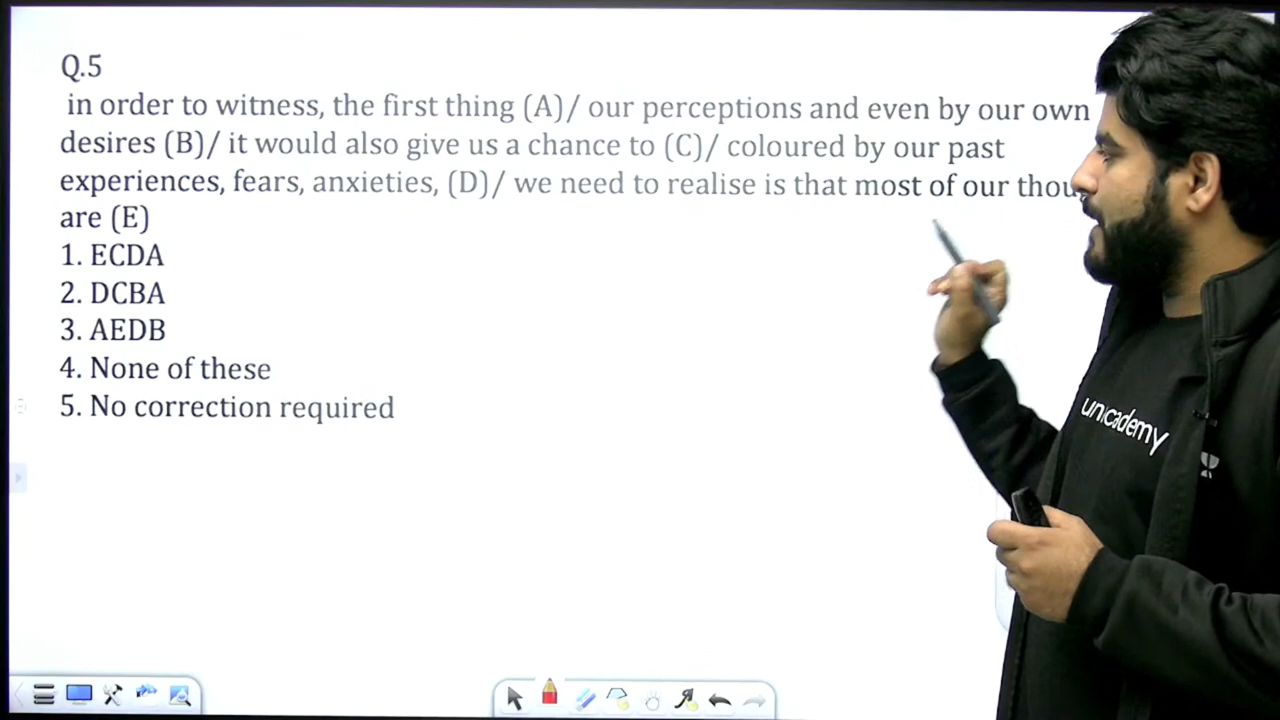 Q.5
in order to witness, the first thing (A)/ our perceptions and even by our own
desires (B)/ it would also give us a chance to (C)/ coloured by our past
experiences, fears, anxieties, (D)/ we need to realise is that most of our
are (E)
1. ECDA
2. DCBA
3. AEDB
4. None of these
5. No correction required
unacademy